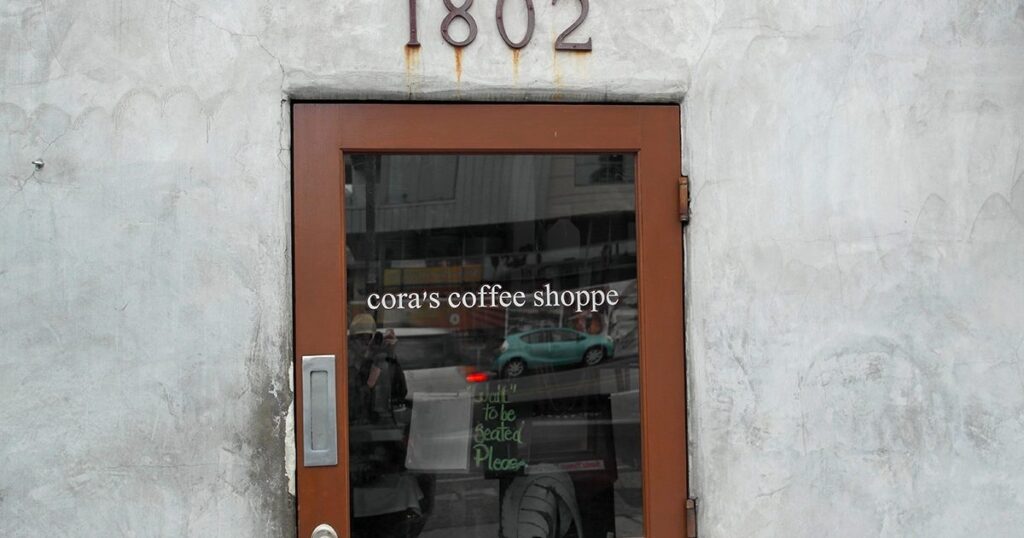 1802
cora's coffee shoppe
"Wait"
to be
Seated
Please